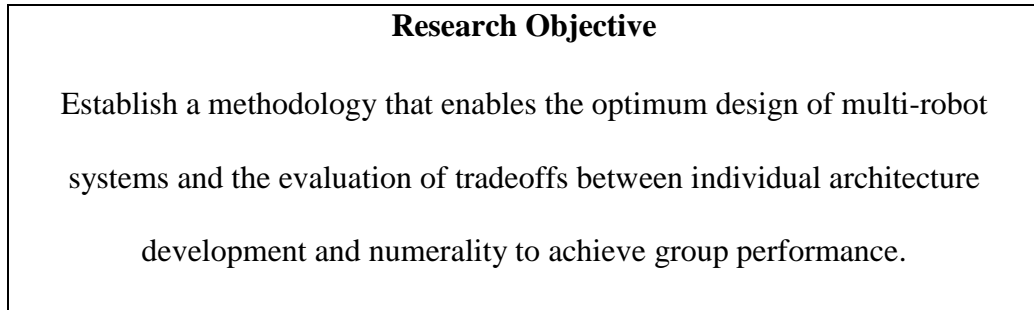 Research Objective
Establish a methodology that enables the optimum design of multi-robot
systems and the evaluation of tradeoffs between individual architecture
development and numerality to achieve group performance.